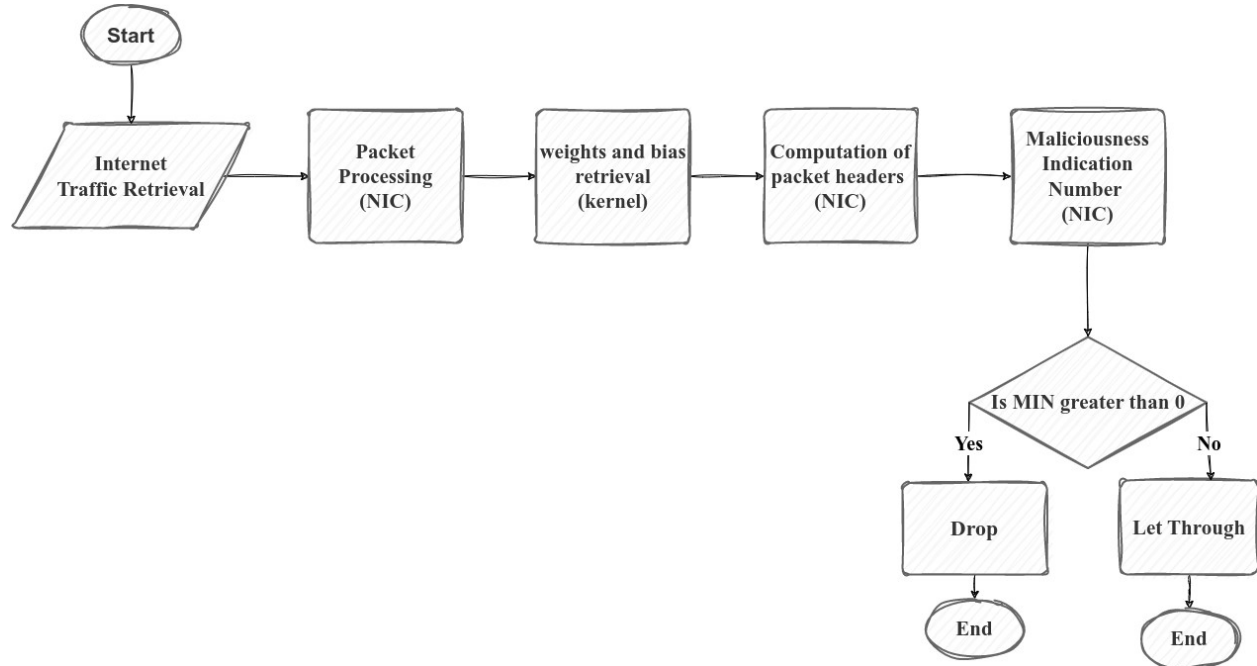 Start
Internet
Traffic Retrieval
Packet
Processing
(NIC)
weights and bias
retrieval
(kernel)
Computation of
packet headers
(NIC)
Maliciousness
Indication
Number
(NIC)
Is MIN greater than 0
Yes
No
Drop
Let Through
End
End